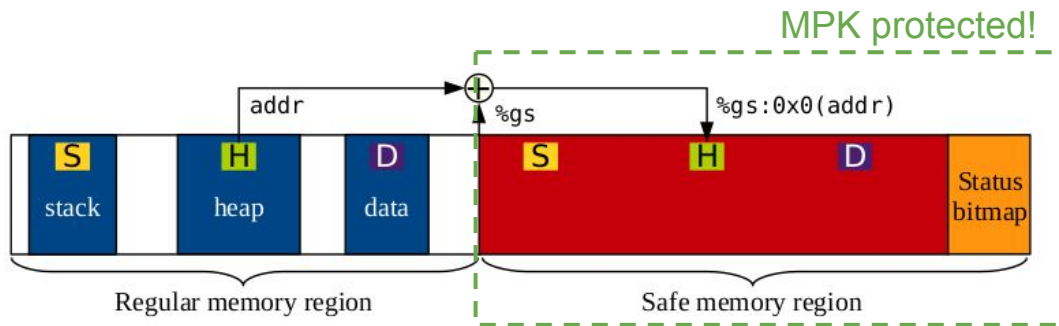 MPK protected!
addr
%gs
%gs:0x0(addr)
S
H
D
S
H
D
stack
heap
data
Status
bitmap
Regular memory region
Safe memory region